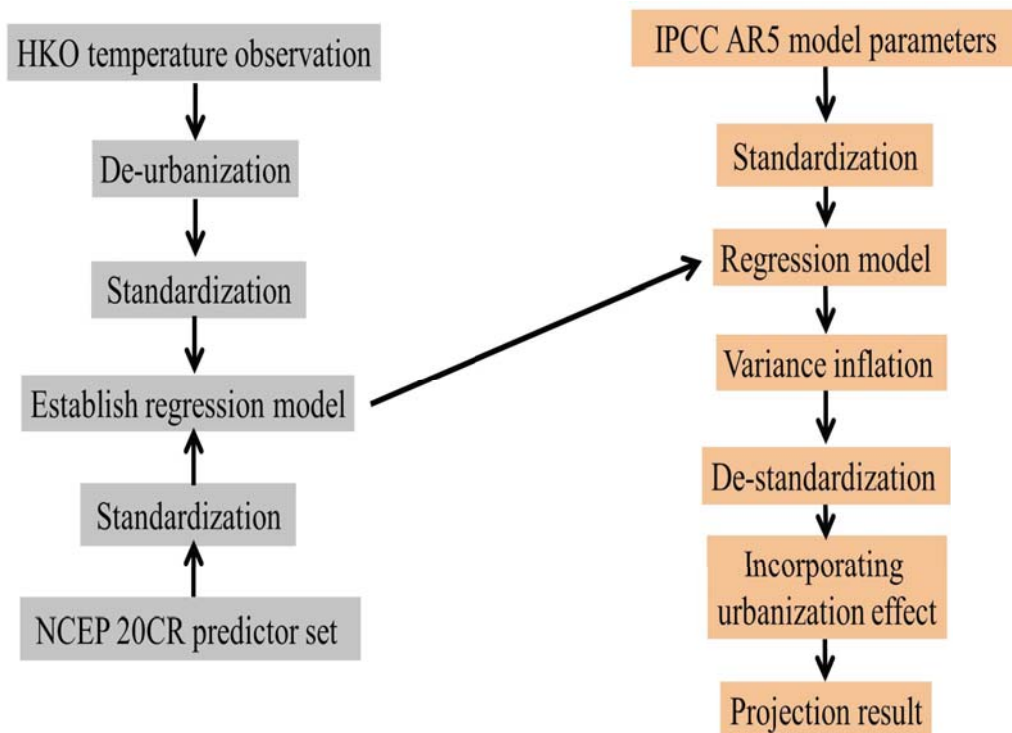 HKO temperature observation
De-urbanization
Standardization
Establish regression model
Standardization
NCEP 20CR predictor set
IPCC AR5 model parameters
Standardization
Regression model
Variance inflation
De-standardization
Incorporating
urbanization effect
Projection result